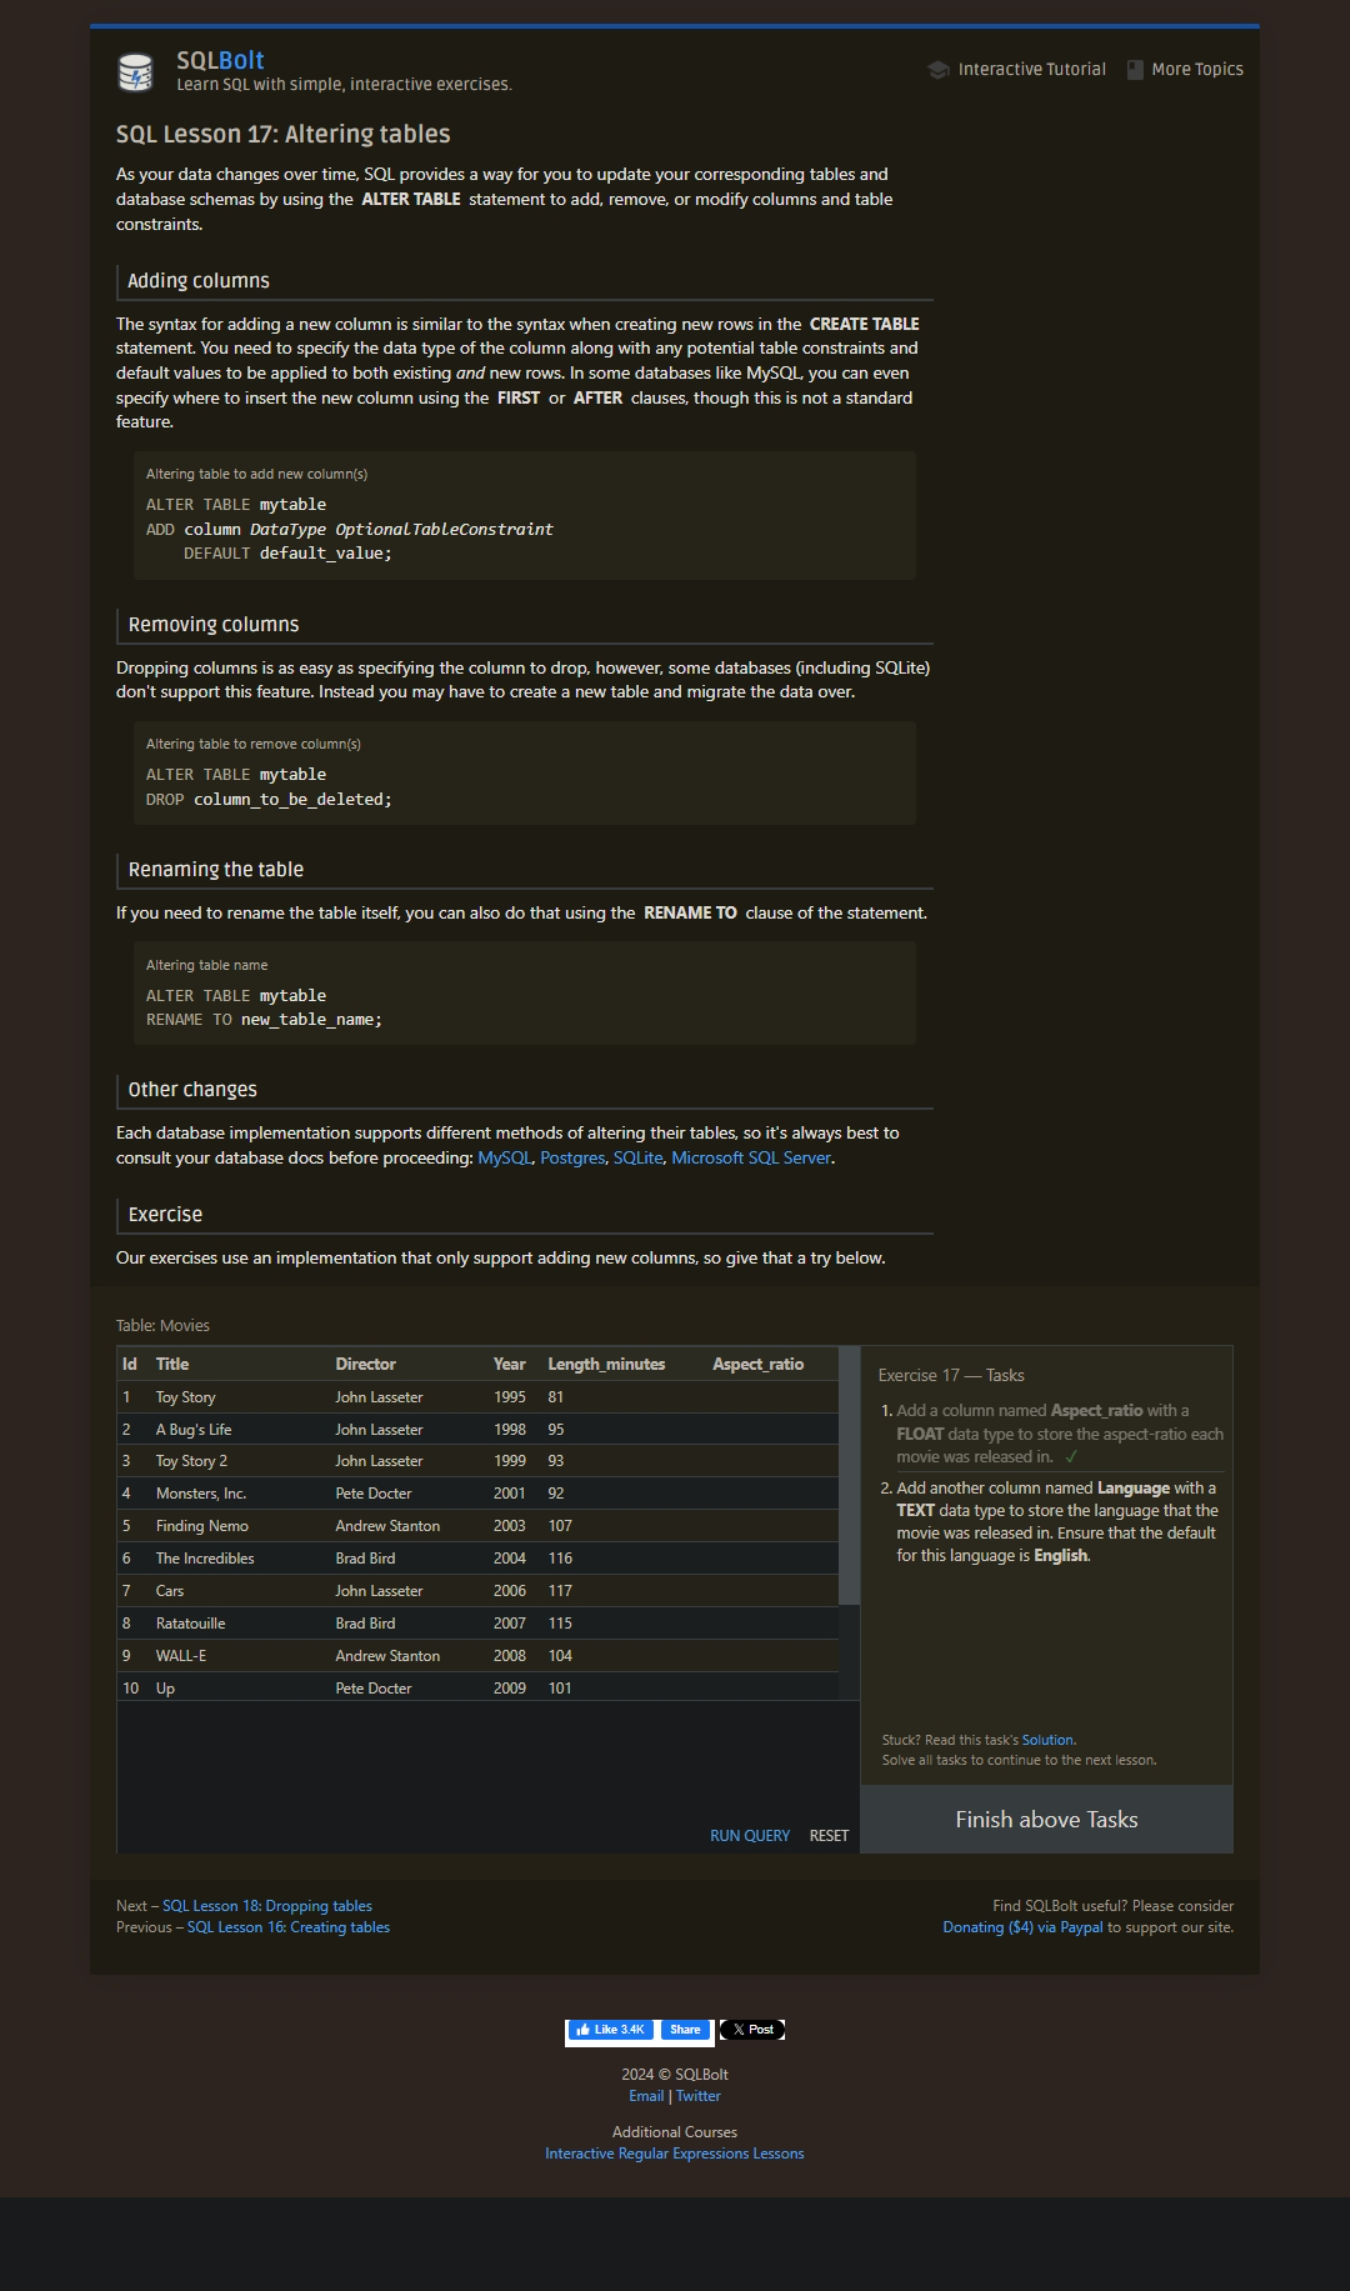 SQLBolt
Learn SQL with simple, interactive exercises.
Interactive Tutorial
More Topics
SQL Lesson 17: Altering tables
As your data changes over time, SQL provides a way for you to update your corresponding tables and
database schemas by using the ALTER TABLE statement to add, remove, or modify columns and table
constraints.
Adding columns
The syntax for adding a new column is similar to the syntax when creating new rows in the CREATE TABLE
statement. You need to specify the data type of the column along with any potential table constraints and
default values to be applied to both existing and new rows. In some databases like MySQL, you can even
specify where to insert the new column using the FIRST or AFTER clauses, though this is not a standard
feature.
Altering table to add new column(s)
ALTER TABLE mytable
ADD column DataType OptionalTableConstraint
DEFAULT default_value;
Removing columns
Dropping columns is as easy as specifying the column to drop, however, some databases (including SQLite)
don't support this feature. Instead you may have to create a new table and migrate the data over.
Altering table to remove column(s)
ALTER TABLE mytable
DROP column_to_be_deleted;
Renaming the table
If you need to rename the table itself, you can also do that using the RENAME TO clause of the statement.
Altering table name
ALTER TABLE mytable
RENAME TO new_table_name;
Other changes
Each database implementation supports different methods of altering their tables, so it's always best to
consult your database docs before proceeding: MySQL, Postgres, SQLite, Microsoft SQL Server.
Exercise
Our exercises use an implementation that only support adding new columns, so give that a try below.
Table: Movies
Id Title Director Year Length_minutes Aspect_ratio
1 Toy Story John Lasseter 1995 81
2 A Bug's Life John Lasseter 1998 95
3 Toy Story 2 John Lasseter 1999 93
4 Monsters, Inc. Pete Docter 2001 92
5 Finding Nemo Andrew Stanton 2003 107
6 The Incredibles Brad Bird 2004 116
7 Cars John Lasseter 2006 117
8 Ratatouille Brad Bird 2007 115
9 WALL-E Andrew Stanton 2008 104
10 Up Pete Docter 2009 101
RUN QUERY RESET
Exercise 17 — Tasks
1. Add a column named Aspect_ratio with a
FLOAT data type to store the aspect-ratio each
movie was released in. ✓
2. Add another column named Language with a
TEXT data type to store the language that the
movie was released in. Ensure that the default
for this language is English.
Stuck? Read this task's Solution.
Solve all tasks to continue to the next lesson.
Finish above Tasks
Next – SQL Lesson 18: Dropping tables
Previous – SQL Lesson 16: Creating tables
Find SQLBolt useful? Please consider
Donating ($4) via Paypal to support our site.
Like 3.4K Share X Post
2024 © SQLBolt
Email | Twitter
Additional Courses
Interactive Regular Expressions Lessons